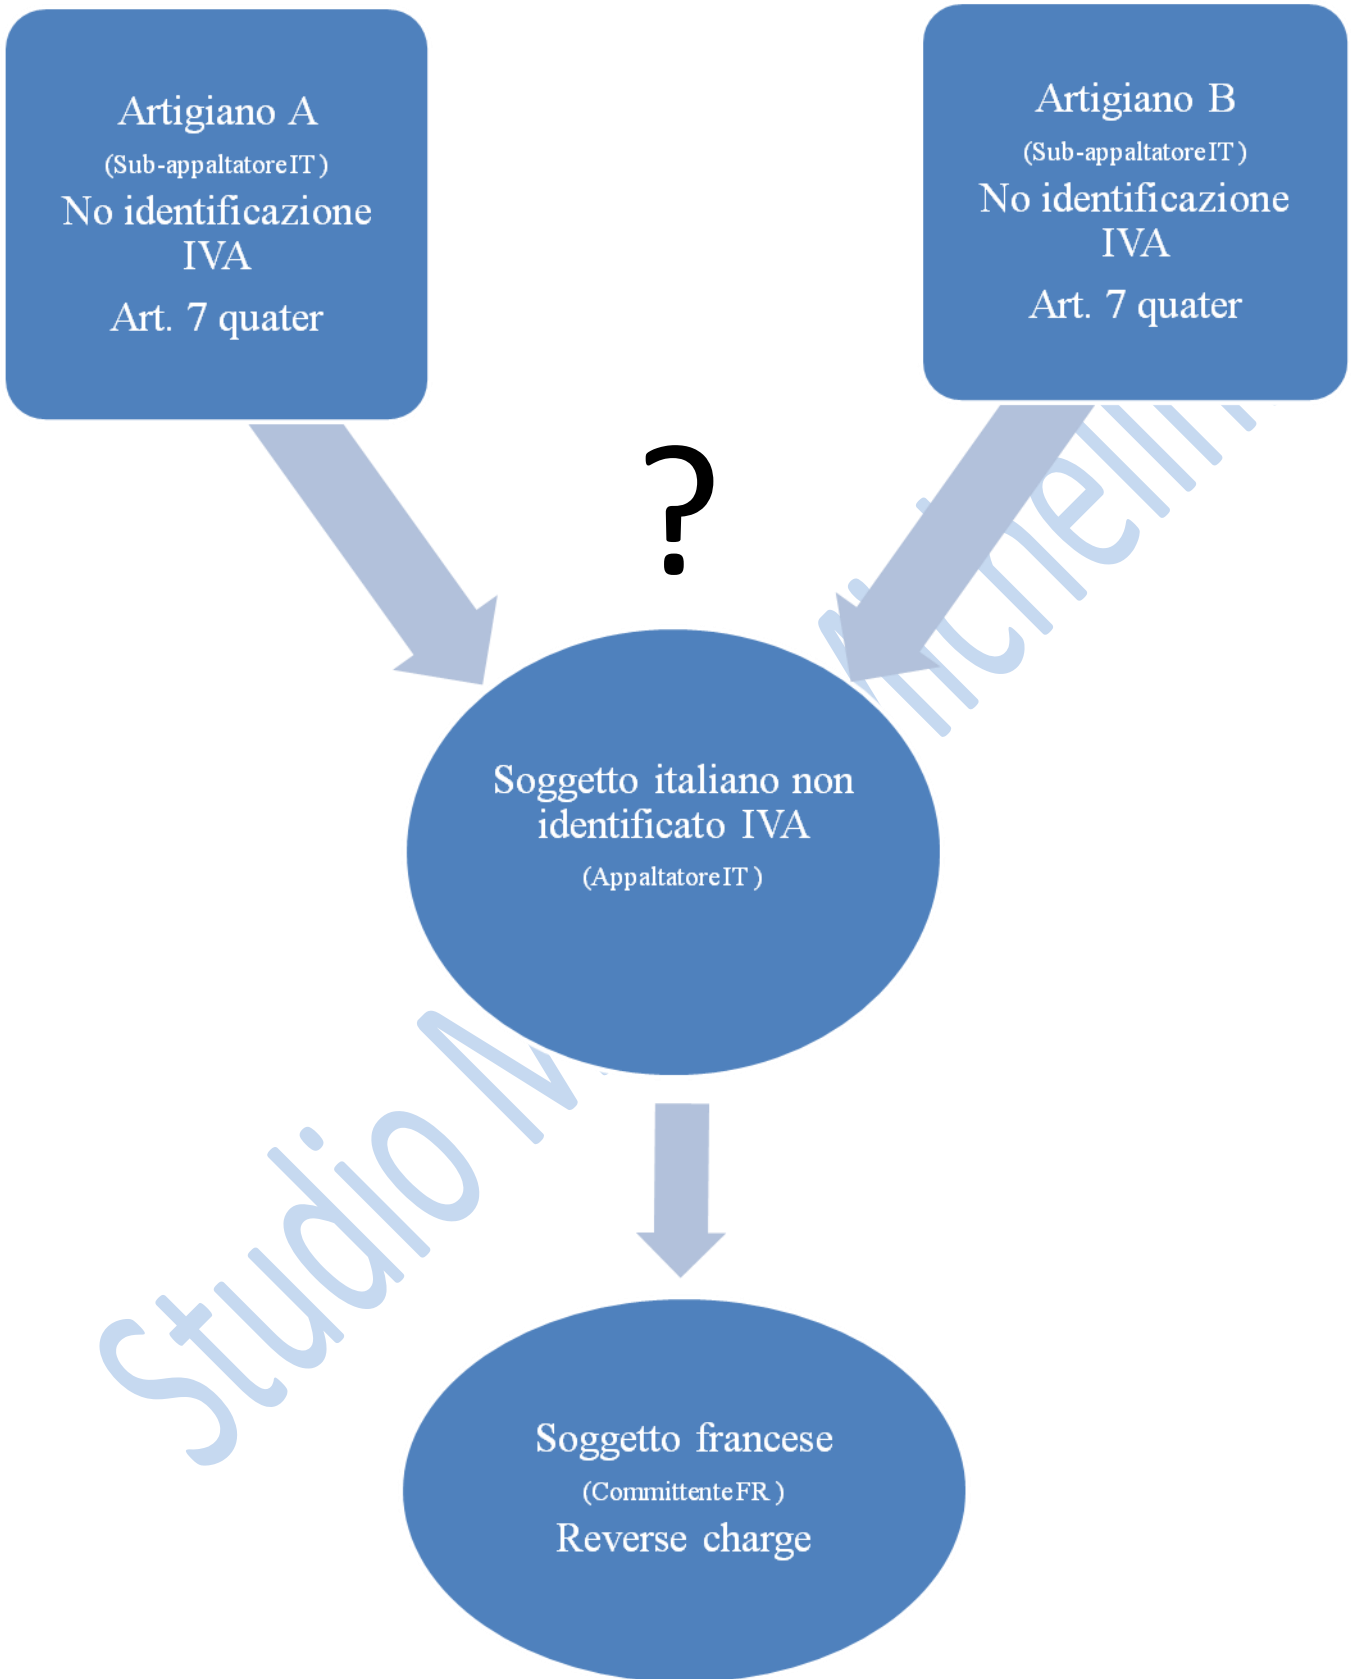 Artigiano A
(Sub-appaltatore IT )
No identificazione
IVA
Art. 7 quater
Artigiano B
(Sub-appaltatore IT )
No identificazione
IVA
Art. 7 quater
?
Soggetto italiano non
identificato IVA
(Appaltatore IT )
Soggetto francese
(Committente FR )
Reverse charge
Studio